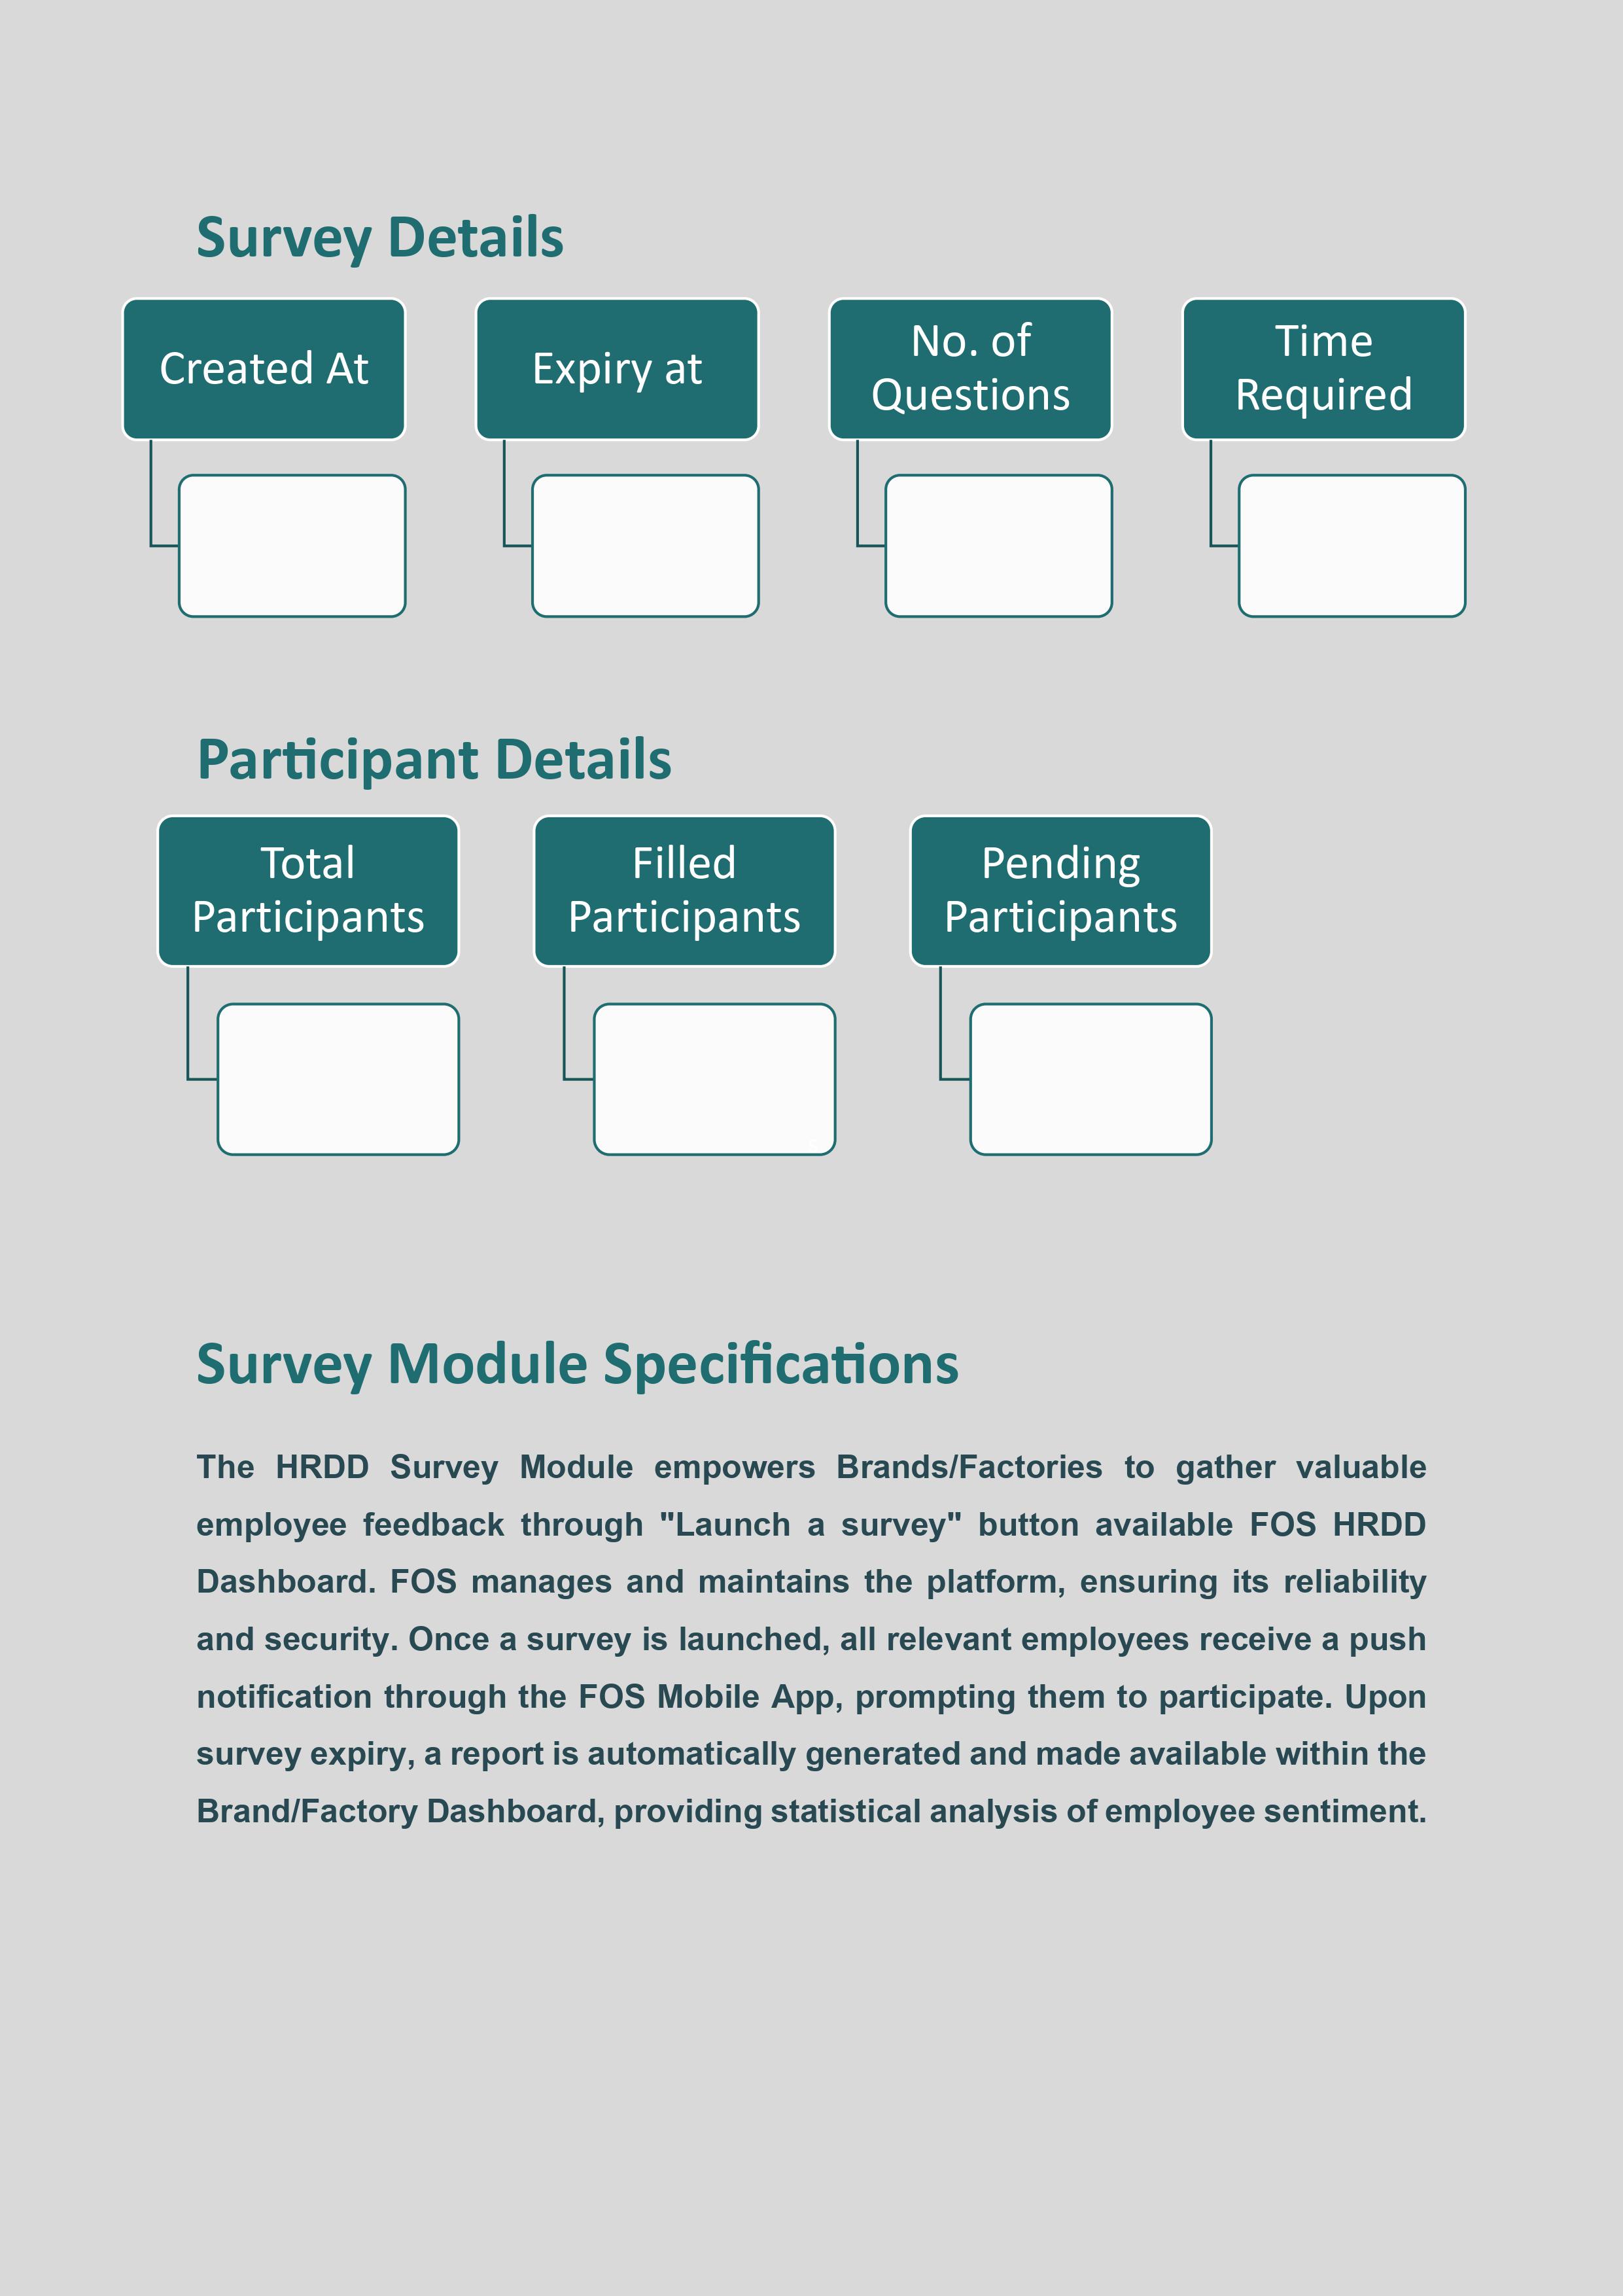 Survey Details
Created At
Expiry at
No. of
Questions
Time
Required
Participant Details
Total
Participants
Filled
Participants
Pending
Participants
Survey Module Specifications
The HRDD Survey Module empowers Brands/Factories to gather valuable
employee feedback through "Launch a survey" button available FOS HRDD
Dashboard. FOS manages and maintains the platform, ensuring its reliability
and security. Once a survey is launched, all relevant employees receive a push
notification through the FOS Mobile App, prompting them to participate. Upon
survey expiry, a report is automatically generated and made available within the
Brand/Factory Dashboard, providing statistical analysis of employee sentiment.